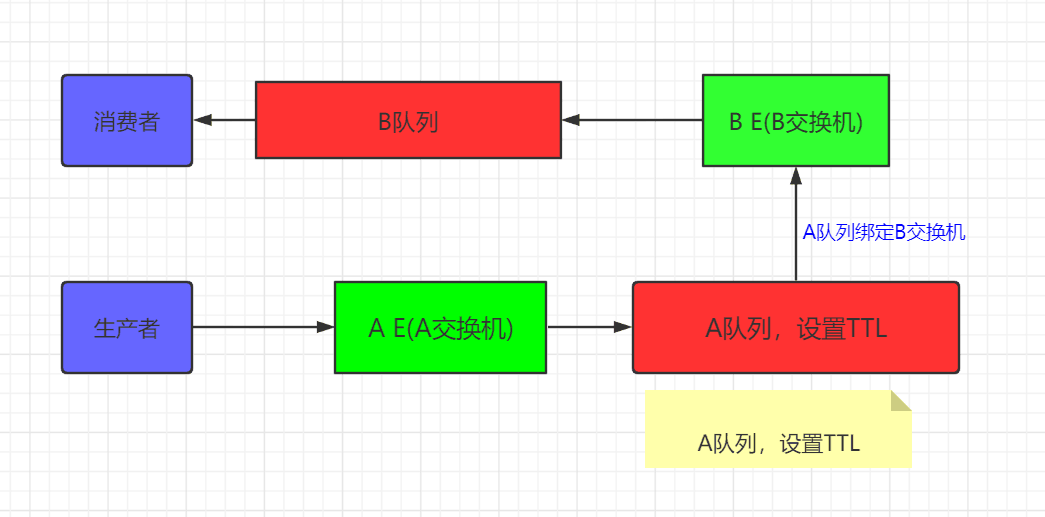 消费者
B队列
B E(B交换机)
A队列绑定B交换机
生产者
A E(A交换机)
A队列，设置TTL
A队列，设置TTL